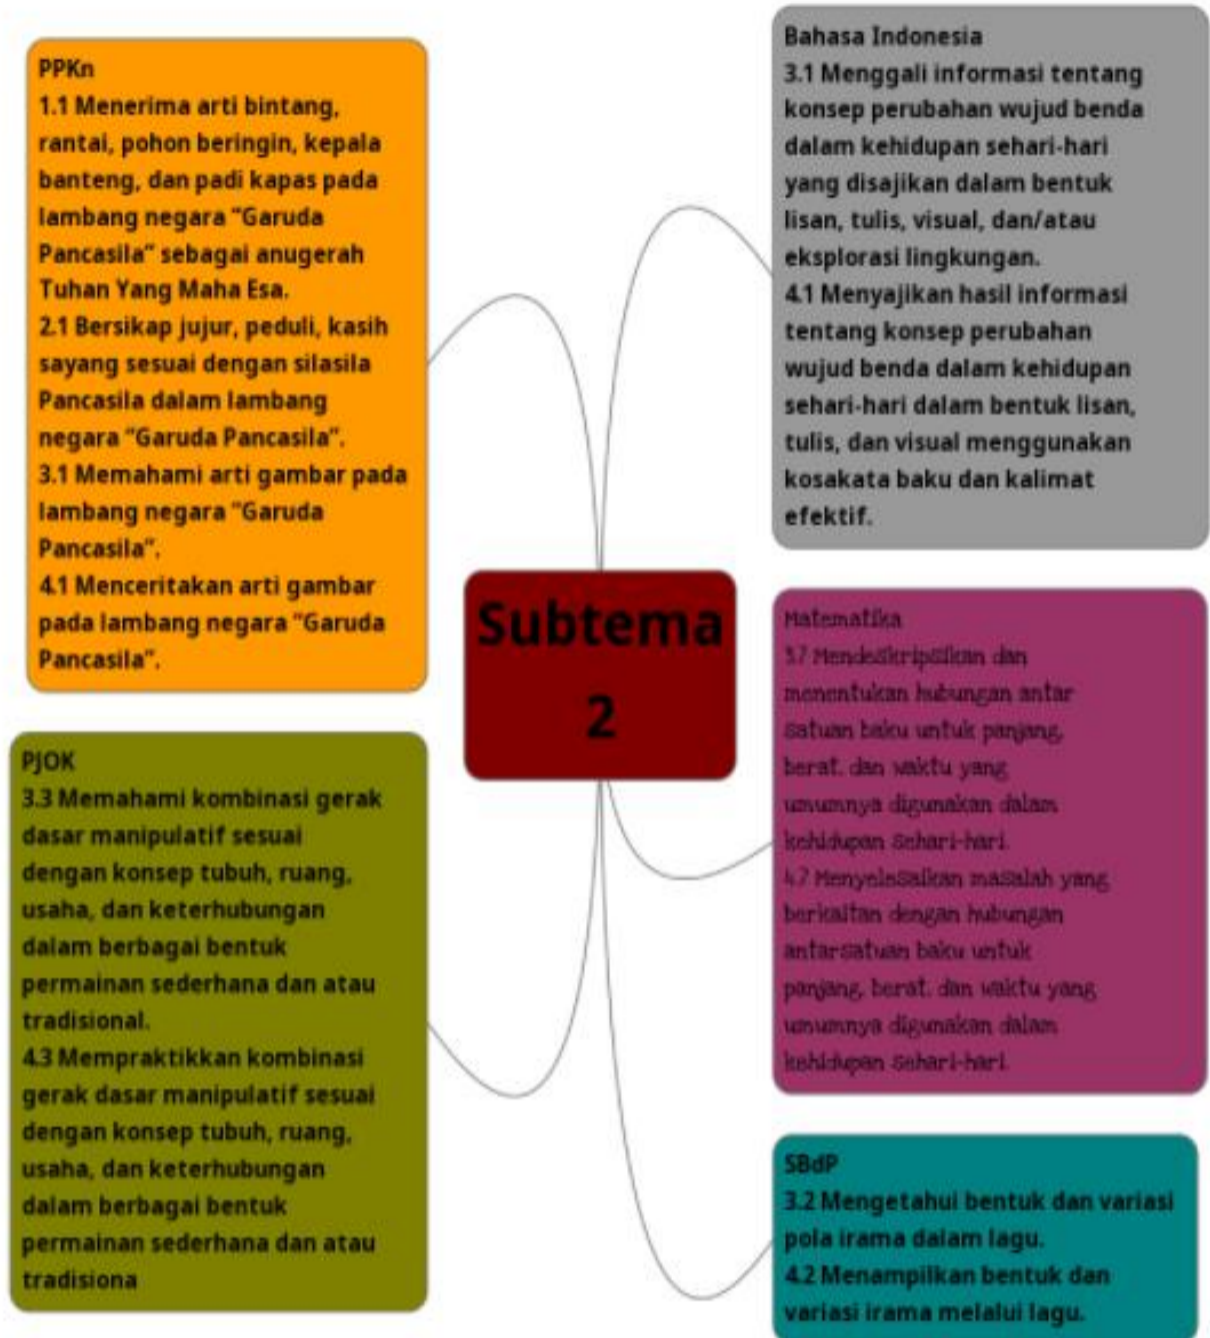 PPKn
1.1 Menerima arti bintang,
rantai, pohon beringin, kepala
banteng, dan padi kapas pada
lambang negara “Garuda
Pancasila” sebagai anugerah
Tuhan Yang Maha Esa.
2.1 Bersikap jujur, peduli, kasih
sayang sesuai dengan silasila
Pancasila dalam lambang
negara “Garuda Pancasila”.
3.1 Memahami arti gambar pada
lambang negara “Garuda
Pancasila”.
4.1 Menceritakan arti gambar
pada lambang negara “Garuda
Pancasila”.
PJOK
3.3 Memahami kombinasi gerak
dasar manipulatif sesuai
dengan konsep tubuh, ruang,
usaha, dan keterhubungan
dalam berbagai bentuk
permainan sederhana dan atau
tradisional.
4.3 Mempraktikkan kombinasi
gerak dasar manipulatif sesuai
dengan konsep tubuh, ruang,
usaha, dan keterhubungan
dalam berbagai bentuk
permainan sederhana dan atau
tradisiona
Subtema
2
Bahasa Indonesia
3.1 Menggali informasi tentang
konsep perubahan wujud benda
dalam kehidupan sehari-hari
yang disajikan dalam bentuk
lisan, tulis, visual, dan/atau
eksplorasi lingkungan.
4.1 Menyajikan hasil informasi
tentang konsep perubahan
wujud benda dalam kehidupan
sehari-hari dalam bentuk lisan,
tulis, dan visual menggunakan
kosakata baku dan kalimat
efektif.
Matematika
3.7 Mendeskripsikan dan
menentukan hubungan antar
satuan baku untuk panjang,
berat, dan waktu yang
umumnya digunakan dalam
kehidupan sehari-hari.
4.7 Menyelesaikan masalah yang
berkaitan dengan hubungan
antarsatuan baku untuk
panjang, berat, dan waktu yang
umumnya digunakan dalam
kehidupan sehari-hari.
SBdP
3.2 Mengetahui bentuk dan variasi
pola irama dalam lagu.
4.2 Menampilkan bentuk dan
variasi irama melalui lagu.